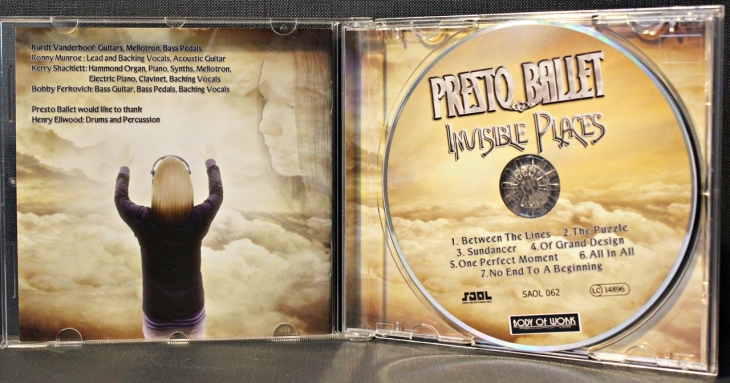 Kurdt Vanderhoof: Guitars, Mellotron, Bass Pedals
Ronny Munroe: Lead and Backing Vocals, Acoustic Guitar
Kerry Shacklett: Hammond Organ, Piano, Synths, Mellotron,
Electric Piano, Clavinet, Backing Vocals
Bobby Ferkovich: Bass Guitar, Bass Pedals, Backing Vocals
Presto Ballet would like to thank
Henry Ellwood: Drums and Percussion
PRESTO BALLET
INVISIBLE PLACES
1. Between The Lines 2. The Puzzle
3. Sundancer 4. Of Grand Design
5. One Perfect Moment 6. All In All
7. No End To A Beginning
SAOL
SAOL 062
LC 14896
BODY OF WORK